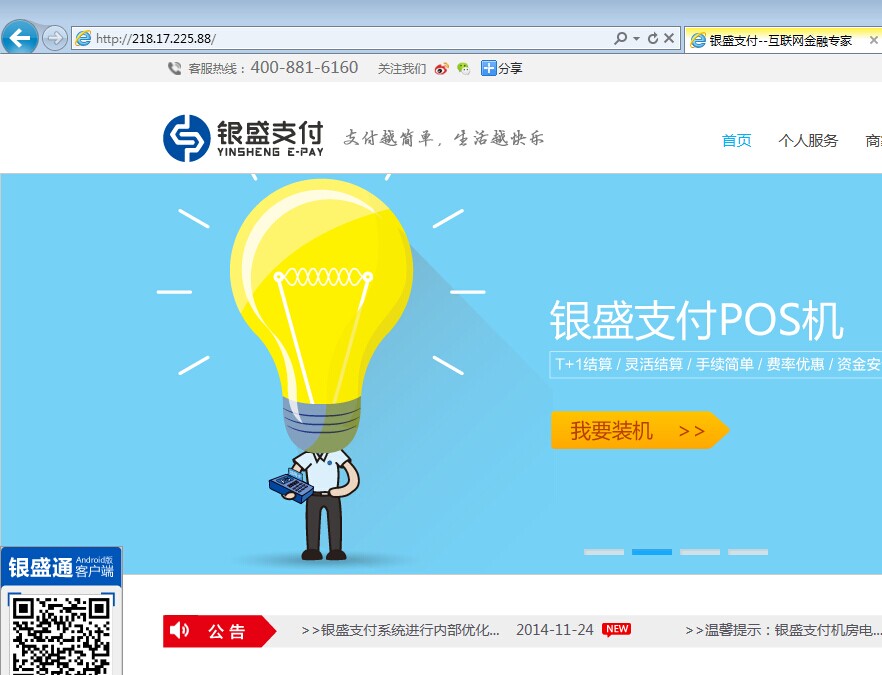 http://218.17.225.88/
银盛支付--互联网金融专家
客服热线：400-881-6160 关注我们 分享
银盛支付
YINSHENG E-PAY
支付越简单，生活越快乐
首页 个人服务 商
银盛支付POS机
T+1结算 / 灵活结算 / 手续简单 / 费率优惠 / 资金安
我要装机 >>
银盛通 Android版
客户端
公告 >>银盛支付系统进行内部优化... 2014-11-24 NEW >>温馨提示：银盛支付机房电...